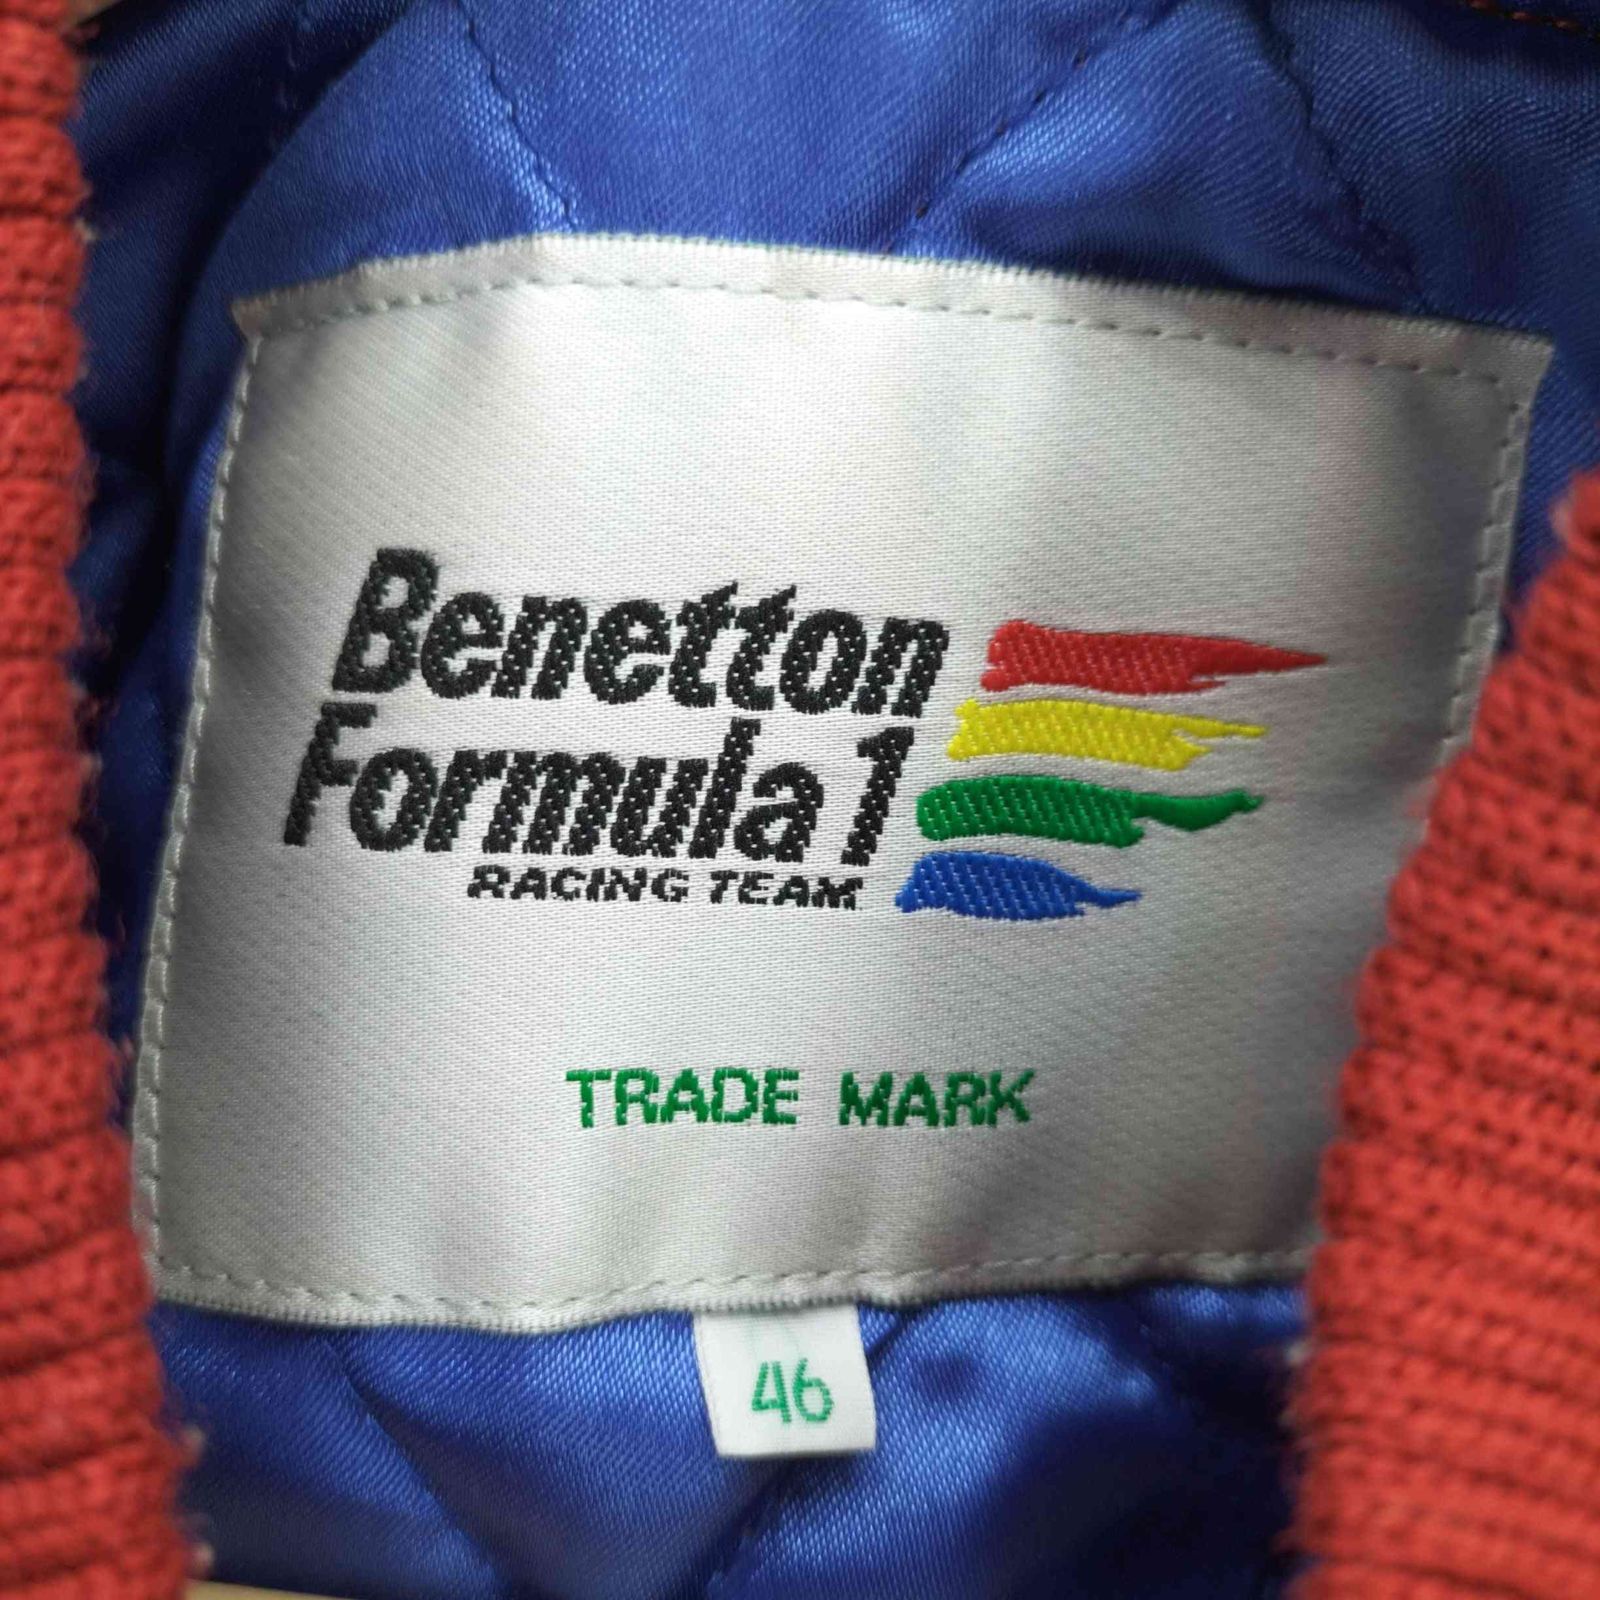 Benetton
Formula 1
RACING TEAM
TRADE MARK
46